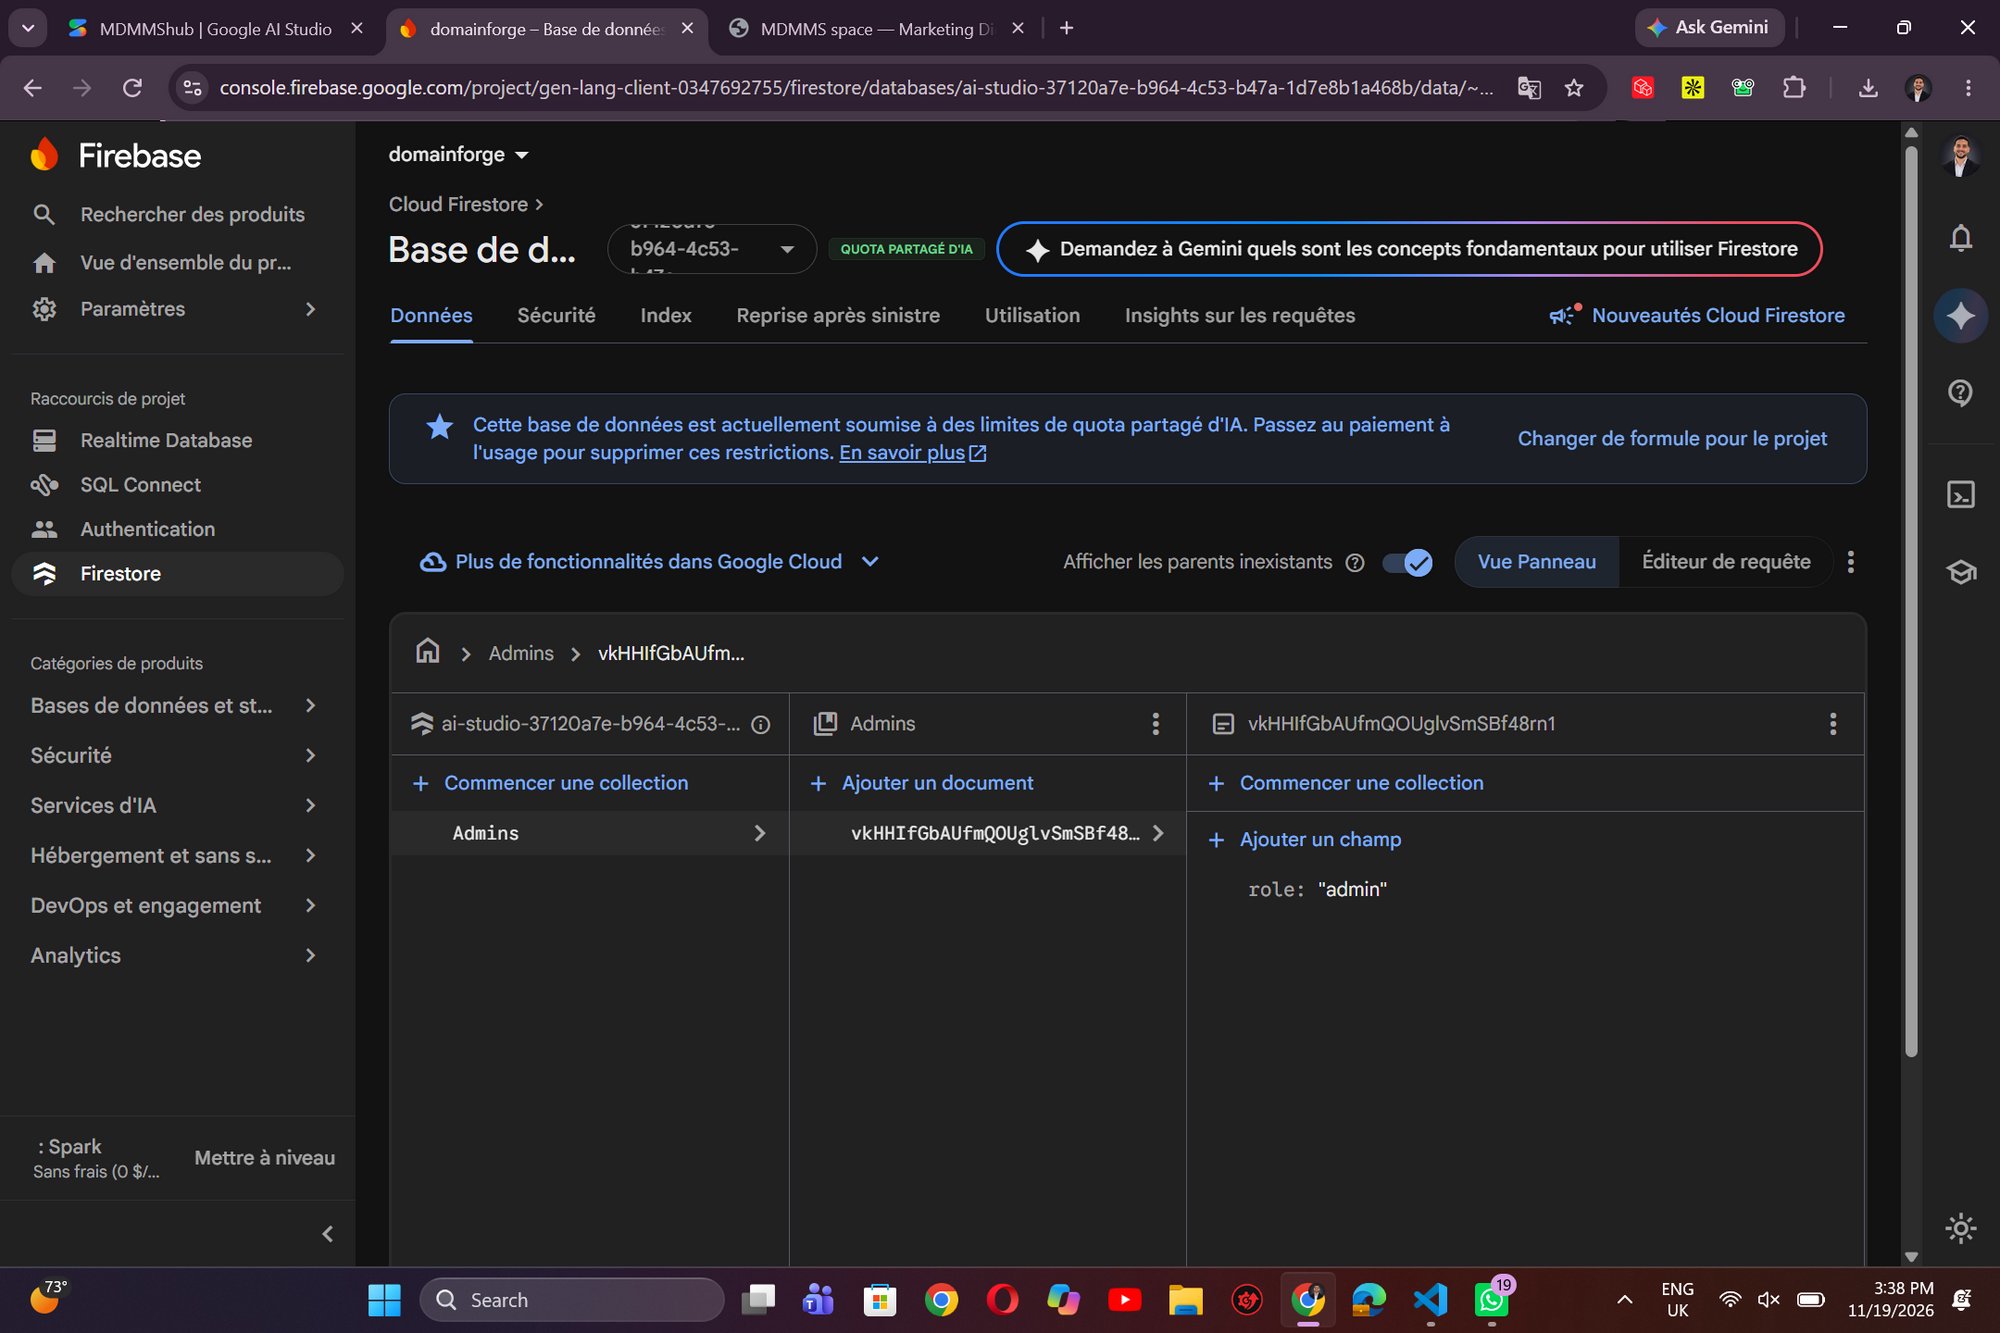 MDMMShub | Google AI Studio
domainforge – Base de données
MDMMS space — Marketing Di
Ask Gemini
console.firebase.google.com/project/gen-lang-client-0347692755/firestore/databases/ai-studio-37120a7e-b964-4c53-b47a-1d7e8b1a468b/data/~...
Firebase
Rechercher des produits
Vue d'ensemble du pr...
Paramètres
Raccourcis de projet
Realtime Database
SQL Connect
Authentication
Firestore
Catégories de produits
Bases de données et st...
Sécurité
Services d'IA
Hébergement et sans s...
DevOps et engagement
Analytics
: Spark
Sans frais (0 $/...
Mettre à niveau
domainforge
Cloud Firestore
Base de d...
b964-4c53-
QUOTA PARTAGÉ D'IA
Demandez à Gemini quels sont les concepts fondamentaux pour utiliser Firestore
Données
Sécurité
Index
Reprise après sinistre
Utilisation
Insights sur les requêtes
Nouveautés Cloud Firestore
Cette base de données est actuellement soumise à des limites de quota partagé d'IA. Passez au paiement à
l'usage pour supprimer ces restrictions. En savoir plus
Changer de formule pour le projet
Plus de fonctionnalités dans Google Cloud
Afficher les parents inexistants
Vue Panneau
Éditeur de requête
Admins
vkHHIfGbAUfm...
ai-studio-37120a7e-b964-4c53-...
Admins
vkHHIfGbAUfmQOUglvSmSBf48rn1
Commencer une collection
Ajouter un document
Commencer une collection
Admins
vkHHIfGbAUfmQOUglvSmSBf48…
Ajouter un champ
role: "admin"
73°
Search
19
ENG
UK
3:38 PM
11/19/2026